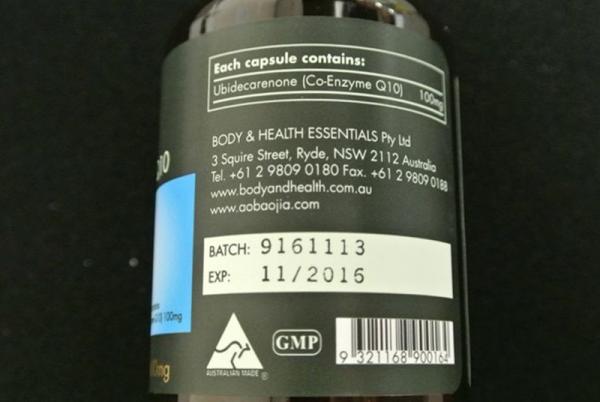 Each capsule contains:
Ubidecarenone (Co-Enzyme Q10) 100mg
BODY & HEALTH ESSENTIALS Pty Ltd
3 Squire Street, Ryde, NSW 2112 Australia
Tel. +61 2 9809 0180 Fax. +61 2 9809 0188
www.bodyandhealth.com.au
www.aobaojia.com
BATCH: 9161113
EXP: 11/2016
100mg
AUSTRALIAN MADE
GMP
9 321168 900164